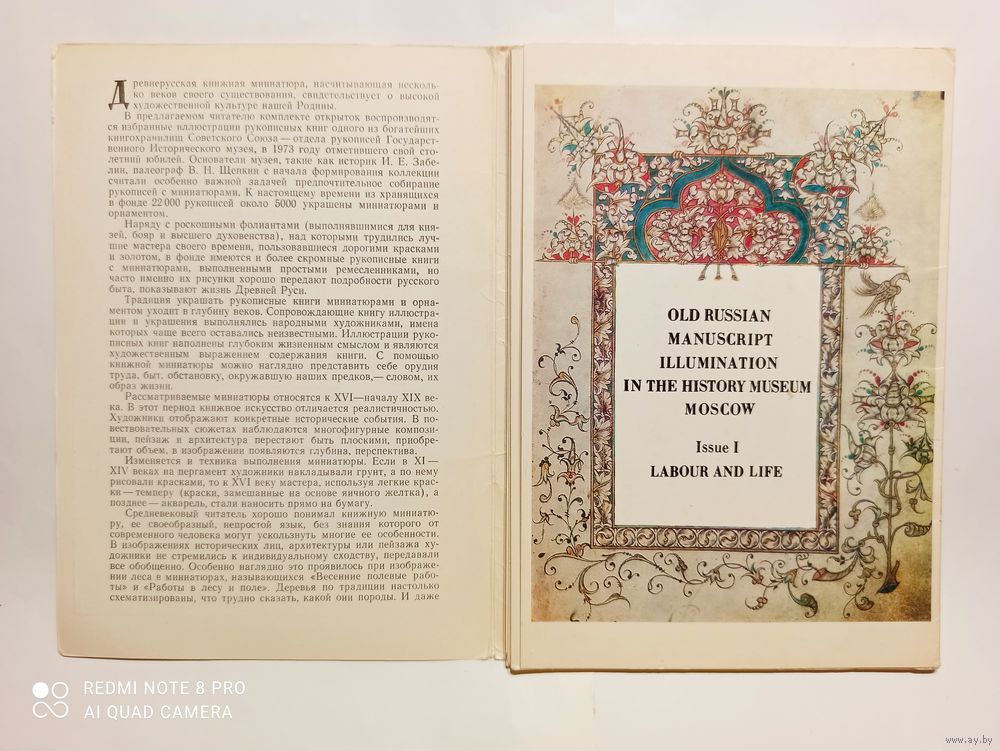 Древнерусская книжная миниатюра, насчитывающая несколь-
ко веков своего существования, свидетельствует о высокой
художественной культуре нашей Родины.
В предлагаемом читателю комплекте открыток воспроизводят-
ся избранные иллюстрации рукописных книг одного из богатейших
книгохранилищ Советского Союза — отдела рукописей Государст-
венного Исторического музея, в 1973 году отметившего свой сто-
летний юбилей. Основатели музея, такие как историк И. Е. Забе-
лин, палеограф В. Н. Щепкин с начала формирования коллекции
считали особенно важной задачей предпочтительное собирание
рукописей с миниатюрами. К настоящему времени из хранящихся
в фонде 22 000 рукописей около 5000 украшены миниатюрами и
орнаментом.
Наряду с роскошными фолиантами (выполнявшимися для кня-
зей, бояр и высшего духовенства), над которыми трудились луч-
шие мастера своего времени, пользовавшиеся дорогими красками
и золотом, в фонде имеются и более скромные рукописные книги
с миниатюрами, выполненными простыми ремесленниками, но
часто именно их рисунки хорошо передают подробности русского
быта, показывают жизнь Древней Руси.
Традиция украшать рукописные книги миниатюрами и орна-
ментом уходит в глубину веков. Сопровождающие книгу иллюстра-
ции и украшения выполнялись народными художниками, имена
которых чаще всего оставались неизвестными. Иллюстрации руко-
писных книг наполнены глубоким жизненным смыслом и являются
художественным выражением содержания книги. С помощью
книжной миниатюры можно наглядно представить себе орудия
труда, быт, обстановку, окружавшую наших предков,— словом, их
образ жизни.
Рассматриваемые миниатюры относятся к XVI—началу XIX ве-
ка. В этот период книжное искусство отличается реалистичностью.
Художники отображают конкретные исторические события. В по-
вествовательных сюжетах наблюдаются многофигурные компози-
ции, пейзаж и архитектура перестают быть плоскими, приобре-
тают объем, в изображении появляются глубина, перспектива.
Изменяется и техника выполнения миниатюры. Если в XI —
XIV веках на пергамент художники накладывали грунт, а по нему
рисовали красками, то к XVI веку мастера, используя легкие крас-
ки — темперу (краски, замешанные на основе яичного желтка), а
позднее — акварель, стали наносить прямо на бумагу.
Средневековый читатель хорошо понимал книжную миниатю-
ру, ее своеобразный, непростой язык, без знания которого от
современного человека могут ускользнуть многие ее особенности.
В изображениях исторических лиц, архитектуры или пейзажа ху-
дожники не стремились к индивидуальному сходству, передавали
все обобщенно. Особенно наглядно это проявилось при изображе-
нии леса в миниатюрах, называющихся «Весенние полевые рабо-
ты» и «Работы в лесу и поле». Деревья по традиции настолько
схематизированы, что трудно сказать, какой они породы. И даже
OLD RUSSIAN
MANUSCRIPT
ILLUMINATION
IN THE HISTORY MUSEUM
MOSCOW
Issue I
LABOUR AND LIFE
REDMI NOTE 8 PRO
AI QUAD CAMERA
www.ay.by